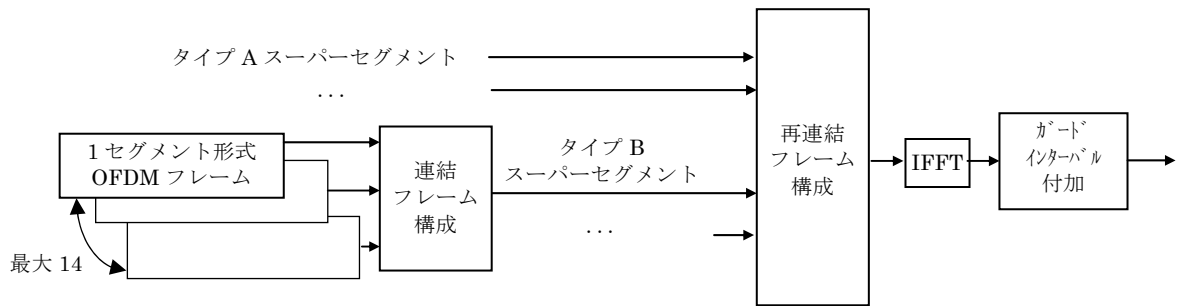 タイプ A スーパーセグメント
. . .
1 セグメント形式
OFDM フレーム
最大 14
連結
フレーム
構成
タイプ B
スーパーセグメント
. . .
再連結
フレーム
構成
IFFT
ｶﾞｰﾄﾞ
ｲﾝﾀｰﾊﾞﾙ
付加